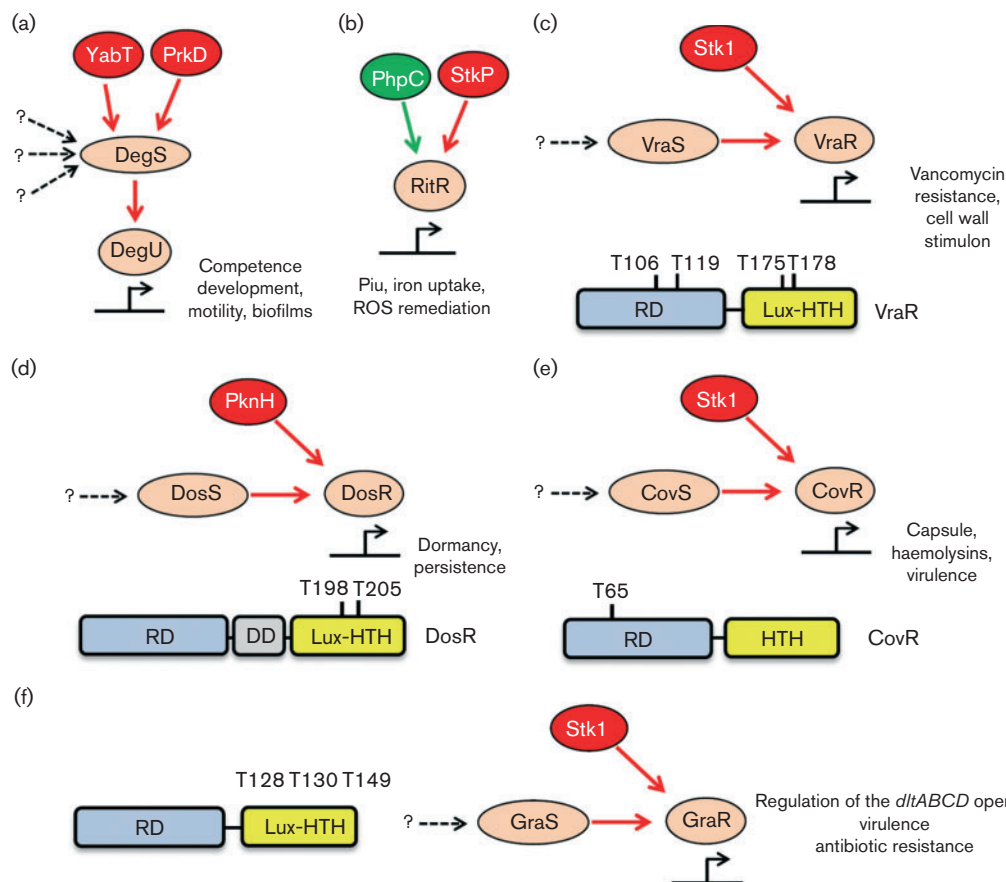 (a)
YabT PrkD
?
?
?
DegS
DegU
Competence
development,
motility, biofilms
(b)
PhpC StkP
RitR
Piu, iron uptake,
ROS remediation
(c)
Stk1
? VraS VraR
Vancomycin
resistance,
cell wall
stimulon
T106 T119 T175 T178
RD Lux-HTH VraR
(d)
PknH
? DosS DosR
Dormancy,
persistence
T198 T205
RD DD Lux-HTH DosR
(e)
Stk1
? CovS CovR
Capsule,
haemolysins,
virulence
T65
RD HTH CovR
(f)
T128 T130 T149
RD Lux-HTH
Stk1
? GraS GraR
Regulation of the dltABCD ope
virulence
antibiotic resistance